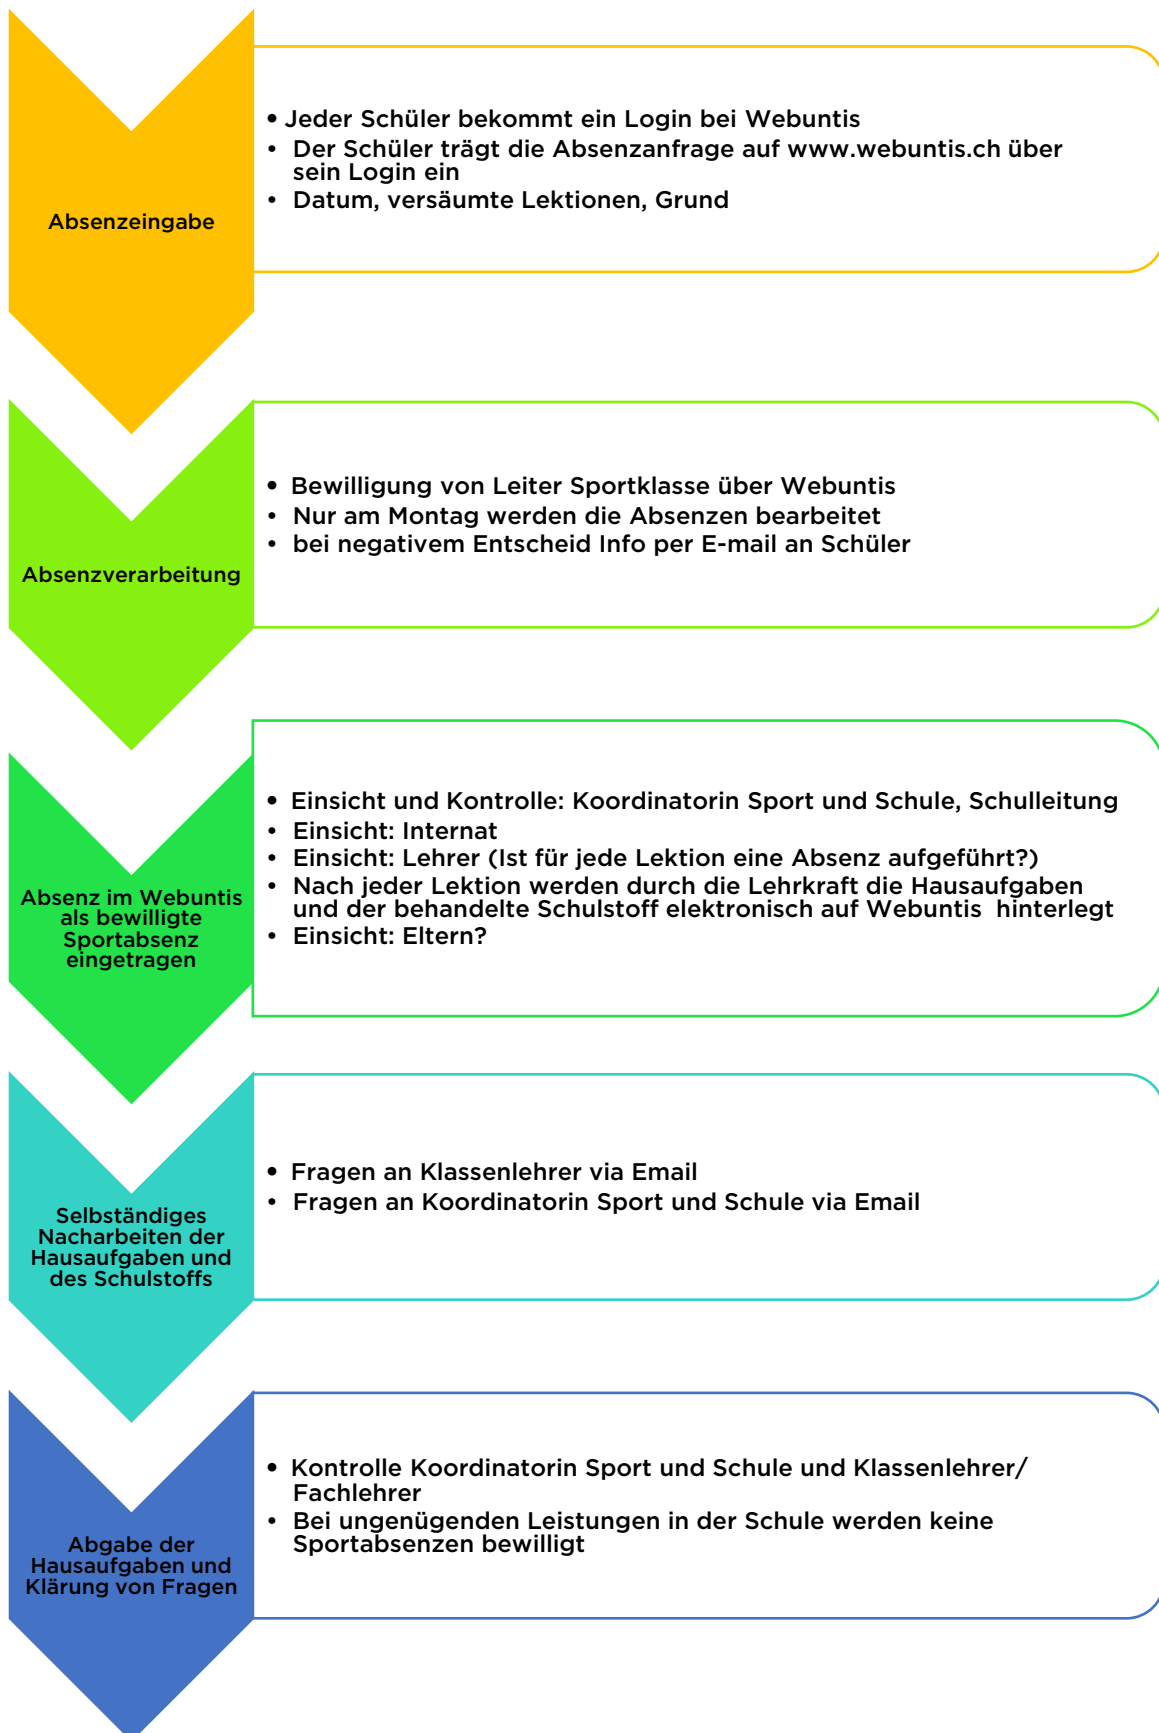 Absenzeingabe
• Jeder Schüler bekommt ein Login bei Webuntis
• Der Schüler trägt die Absenzanfrage auf www.webuntis.ch über
sein Login ein
• Datum, versäumte Lektionen, Grund
Absenzverarbeitung
• Bewilligung von Leiter Sportklasse über Webuntis
• Nur am Montag werden die Absenzen bearbeitet
• bei negativem Entscheid Info per E-mail an Schüler
Absenz im Webuntis
als bewilligte
Sportabsenz
eingetragen
• Einsicht und Kontrolle: Koordinatorin Sport und Schule, Schulleitung
• Einsicht: Internat
• Einsicht: Lehrer (Ist für jede Lektion eine Absenz aufgeführt?)
• Nach jeder Lektion werden durch die Lehrkraft die Hausaufgaben
und der behandelte Schulstoff elektronisch auf Webuntis  hinterlegt
• Einsicht: Eltern?
Selbständiges
Nacharbeiten der
Hausaufgaben und
des Schulstoffs
• Fragen an Klassenlehrer via Email
• Fragen an Koordinatorin Sport und Schule via Email
Abgabe der
Hausaufgaben und
Klärung von Fragen
• Kontrolle Koordinatorin Sport und Schule und Klassenlehrer/
Fachlehrer
• Bei ungenügenden Leistungen in der Schule werden keine
Sportabsenzen bewilligt